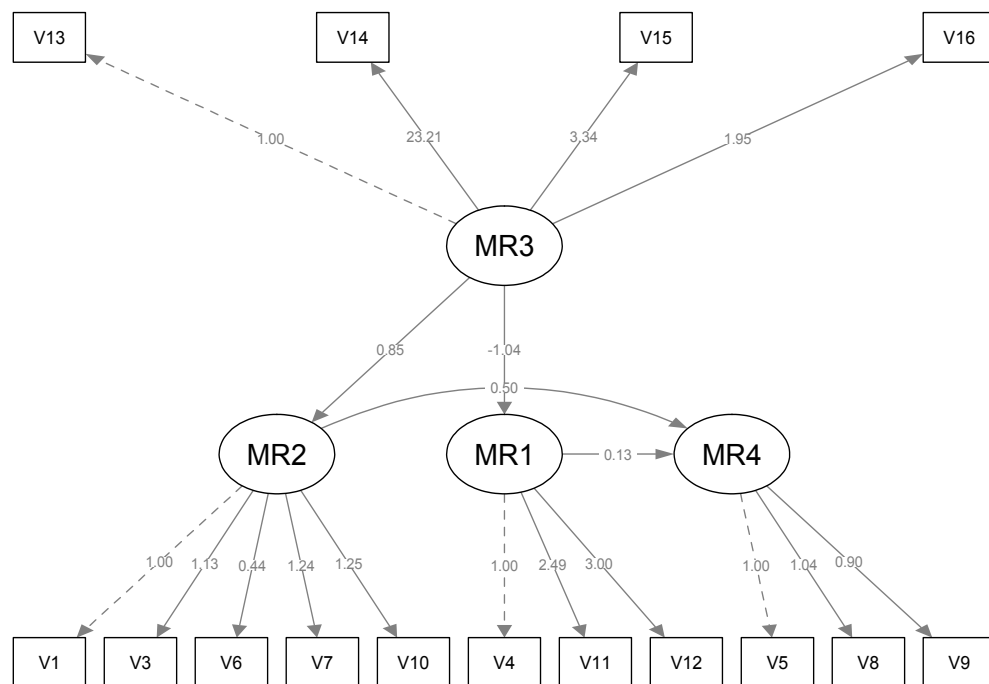 V13 V14 V15 V16
1.00 23.21 3.34 1.95
MR3
0.85 -1.04
0.50
MR2 MR1 0.13 MR4
1.00 1.13 0.44 1.24 1.25 1.00 2.49 3.00 1.00 1.04 0.90
V1 V3 V6 V7 V10 V4 V11 V12 V5 V8 V9